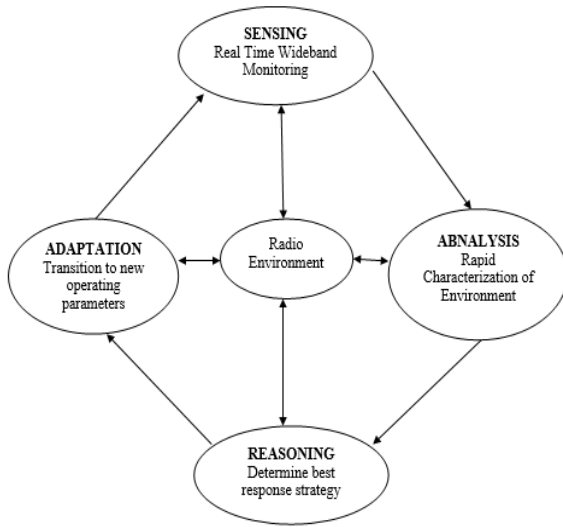 SENSING
Real Time Wideband
Monitoring
ADAPTATION
Transition to new
operating
parameters
Radio
Environment
ABNALYSIS
Rapid
Characterization of
Environment
REASONING
Determine best
response strategy